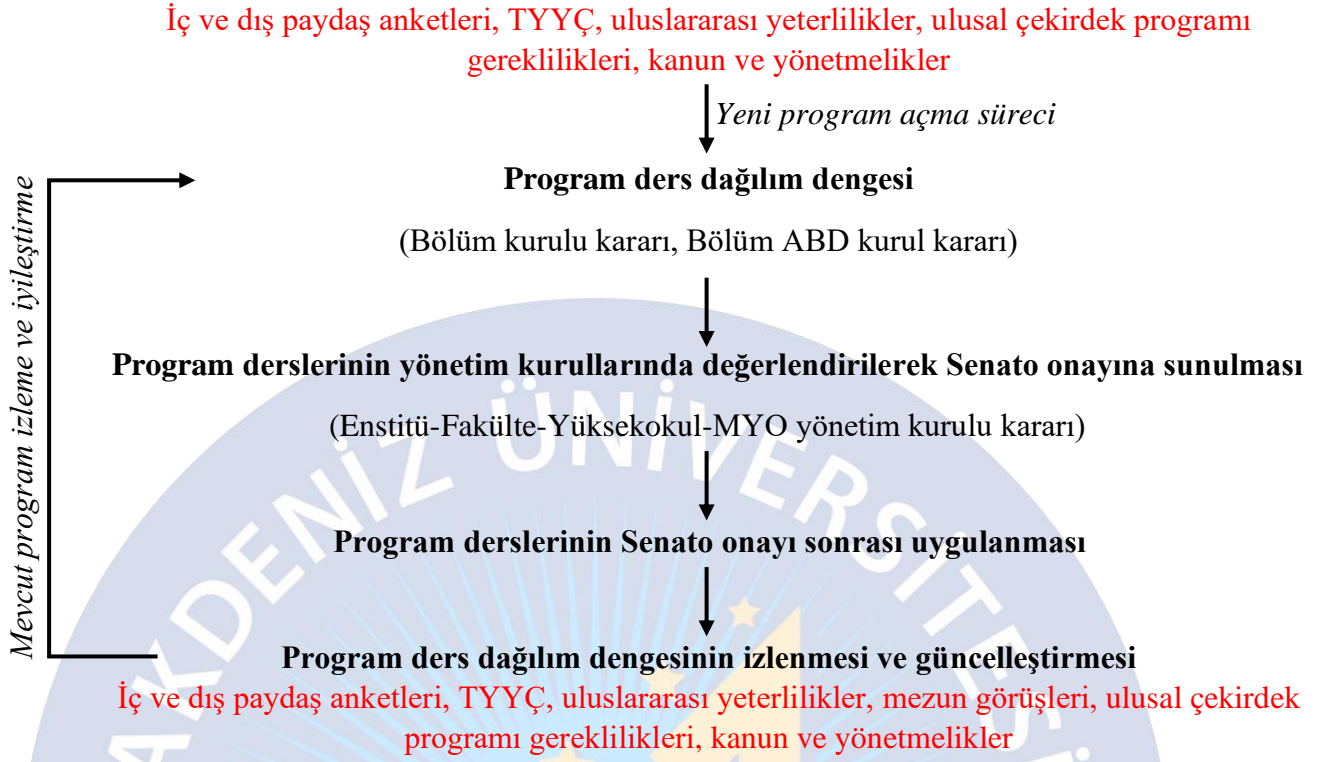 İç ve dış paydaş anketleri, TYYÇ, uluslararası yeterlilikler, ulusal çekirdek programı
gereklilikleri, kanun ve yönetmelikler
Yeni program açma süreci
Mevcut program izleme ve iyileştirme
Program ders dağılım dengesi
(Bölüm kurulu kararı, Bölüm ABD kurul kararı)
Program derslerinin yönetim kurullarında değerlendirilerek Senato onayına sunulması
(Enstitü-Fakülte-Yüksekokul-MYO yönetim kurulu kararı)
Program derslerinin Senato onayı sonrası uygulanması
Program ders dağılım dengesinin izlenmesi ve güncelleştirmesi
İç ve dış paydaş anketleri, TYYÇ, uluslararası yeterlilikler, mezun görüşleri, ulusal çekirdek
programı gereklilikleri, kanun ve yönetmelikler
AKDENİZ ÜNİVERSİTESİ